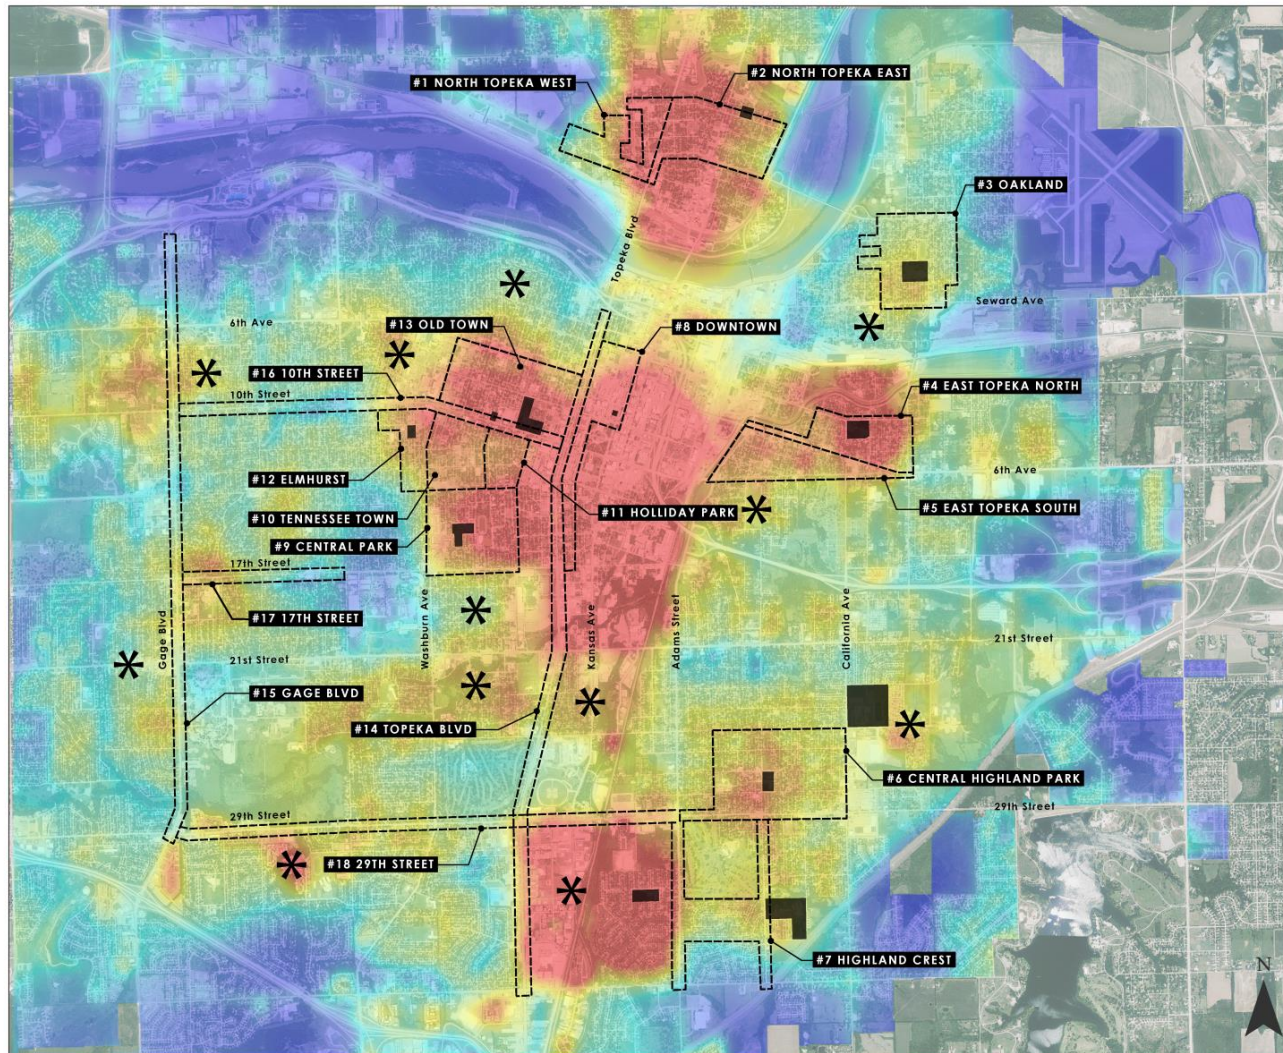 #2 NORTH TOPEKA EAST
#1 NORTH TOPEKA WEST
#3 OAKLAND
Topeka Blvd
Seward Ave
6th Ave
#13 OLD TOWN
#8 DOWNTOWN
#16 10TH STREET
10th Street
#4 EAST TOPEKA NORTH
6th Ave
#12 ELMHURST
#5 EAST TOPEKA SOUTH
#11 HOLLIDAY PARK
#10 TENNESSEE TOWN
#9 CENTRAL PARK
17th Street
#17 17TH STREET
Gage Blvd
Washburn Ave
Kansas Ave
Adams Street
California Ave
21st Street
21st Street
#15 GAGE BLVD
#14 TOPEKA BLVD
#6 CENTRAL HIGHLAND PARK
29th Street
29th Street
#18 29TH STREET
#7 HIGHLAND CREST
N